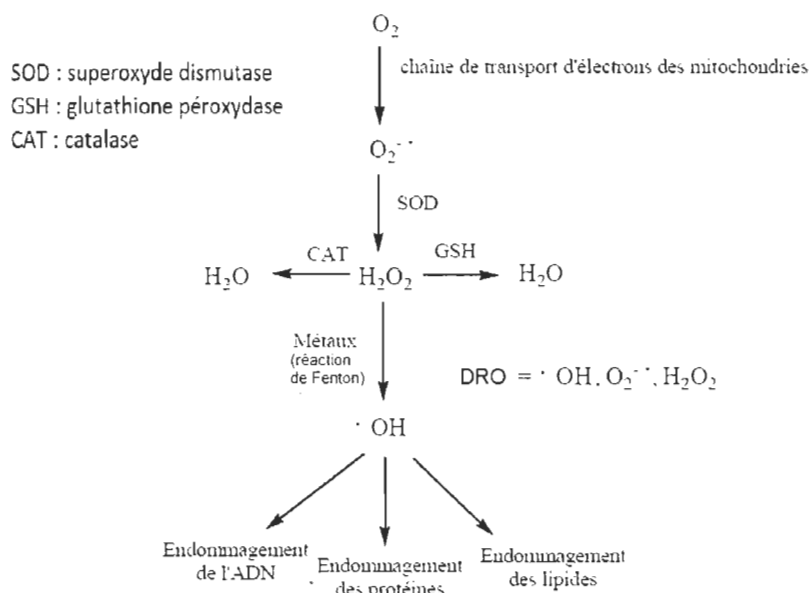 O₂
chaîne de transport d'électrons des mitochondries
SOD : superoxyde dismutase
GSH : glutathione péroxydase
CAT : catalase
O₂⁻˙
SOD
H₂O CAT H₂O₂ GSH H₂O
Métaux
(réaction
de Fenton)
DRO = · OH, O₂⁻˙, H₂O₂
· OH
Endommagement
de l'ADN
Endommagement
des protéines
Endommagement
des lipides